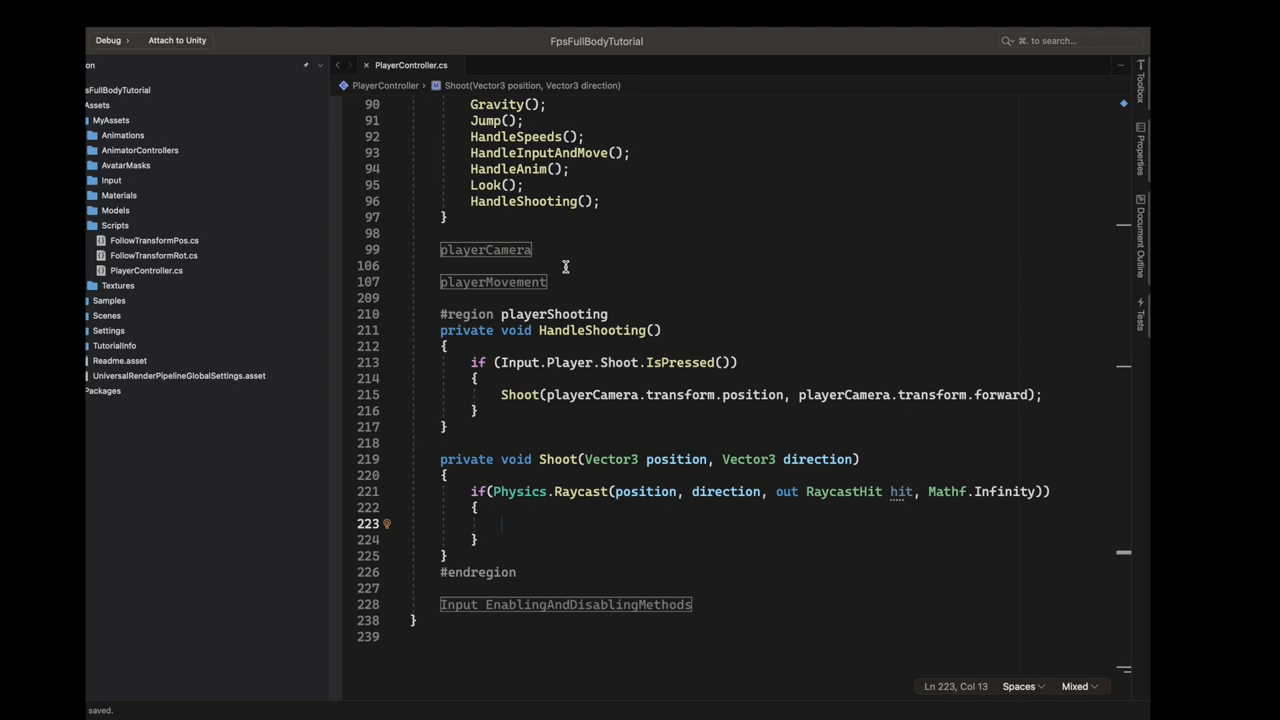 Debug > Attach to Unity
FpsFullBodyTutorial
⌘. to search...
on
PlayerController.cs
PlayerController > Shoot(Vector3 position, Vector3 direction)
sFullBodyTutorial
Assets
MyAssets
Animations
AnimatorControllers
AvatarMasks
Input
Materials
Models
Scripts
FollowTransformPos.cs
FollowTransformRot.cs
PlayerController.cs
Textures
Samples
Scenes
Settings
TutorialInfo
Readme.asset
UniversalRenderPipelineGlobalSettings.asset
Packages
90 Gravity();
91 Jump();
92 HandleSpeeds();
93 HandleInputAndMove();
94 HandleAnim();
95 Look();
96 HandleShooting();
97 }
98
99 playerCamera
106
107 playerMovement
209
210 #region playerShooting
211 private void HandleShooting()
212 {
213 if (Input.Player.Shoot.IsPressed())
214 {
215 Shoot(playerCamera.transform.position, playerCamera.transform.forward);
216 }
217 }
218
219 private void Shoot(Vector3 position, Vector3 direction)
220 {
221 if(Physics.Raycast(position, direction, out RaycastHit hit, Mathf.Infinity))
222 {
223
224 }
225 }
226 #endregion
227
228 Input EnablingAndDisablingMethods
238 }
239
Toolbox
Properties
Document Outline
Tests
Ln 223, Col 13 Spaces Mixed
saved.